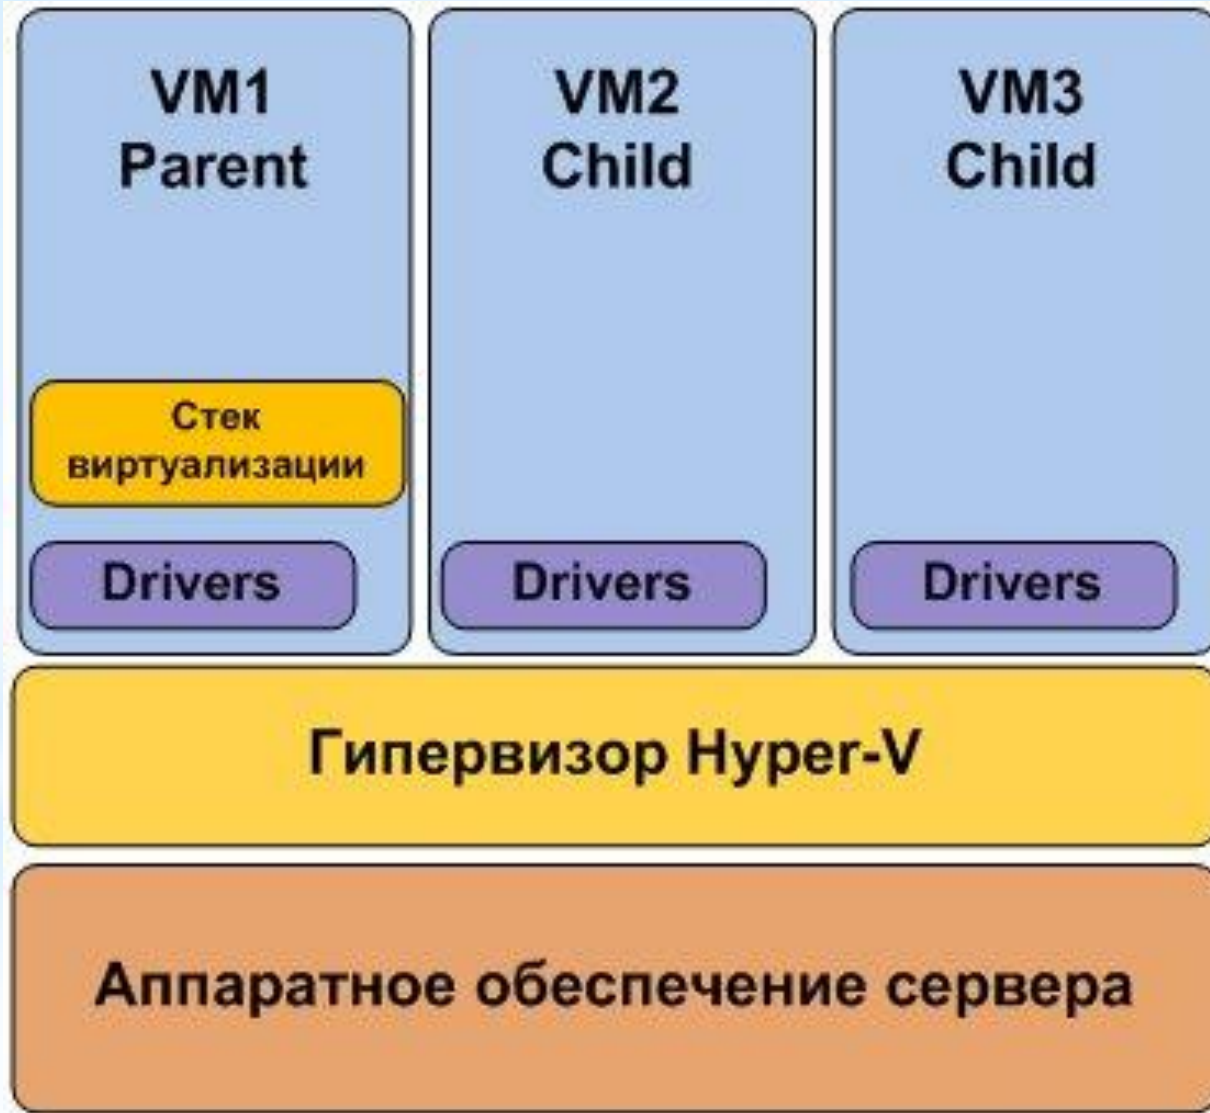 VM1
Parent
VM2
Child
VM3
Child
Стек
виртуализации
Drivers
Drivers
Drivers
Гипервизор Hyper-V
Аппаратное обеспечение сервера